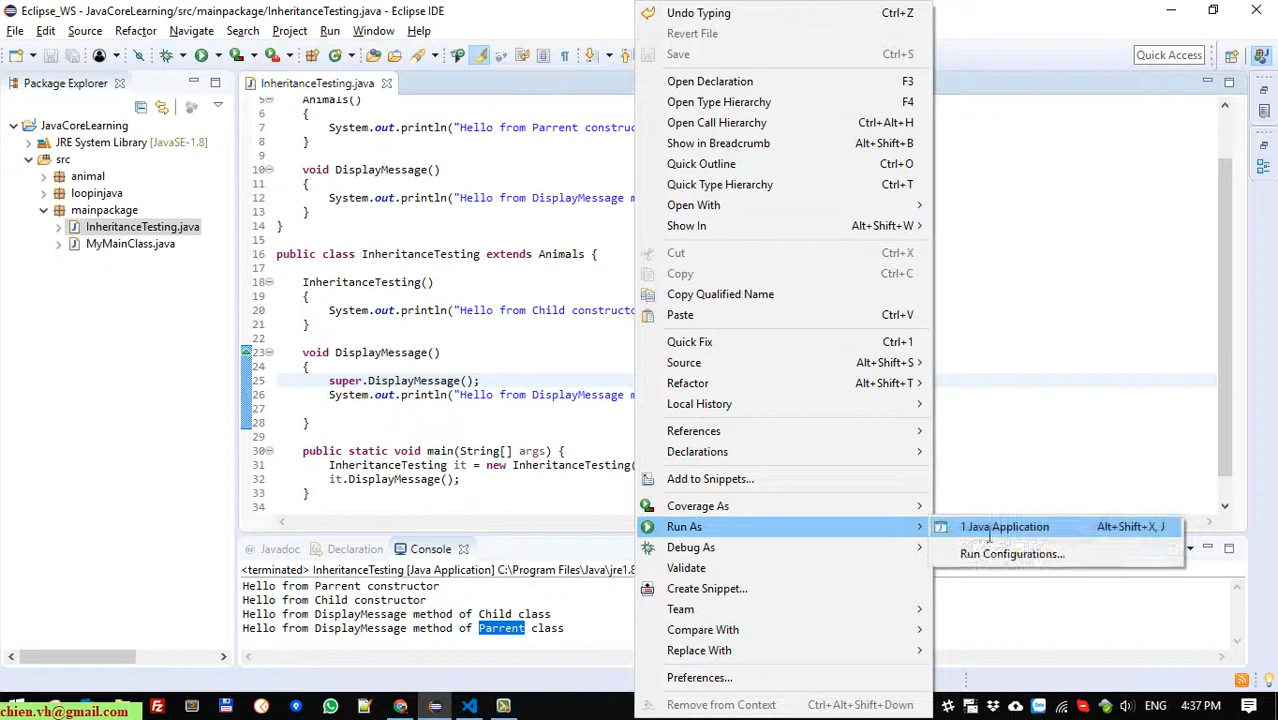 Eclipse_WS - JavaCoreLearning/src/mainpackage/InheritanceTesting.java - Eclipse IDE
File Edit Source Refactor Navigate Search Project Run Window Help
Quick Access
Package Explorer
JavaCoreLearning
JRE System Library [JavaSE-1.8]
src
animal
loopinjava
mainpackage
InheritanceTesting.java
MyMainClass.java
InheritanceTesting.java
5 Animals()
6 {
7 System.out.println("Hello from Parrent constru
8 }
9
10 void DisplayMessage()
11 {
12 System.out.println("Hello from DisplayMessage m
13 }
14 }
15
16 public class InheritanceTesting extends Animals {
17
18 InheritanceTesting()
19 {
20 System.out.println("Hello from Child constructo
21 }
22
23 void DisplayMessage()
24 {
25 super.DisplayMessage();
26 System.out.println("Hello from DisplayMessage m
27
28 }
29
30 public static void main(String[] args) {
31 InheritanceTesting it = new InheritanceTesting(
32 it.DisplayMessage();
33 }
34
Javadoc Declaration Console
<terminated> InheritanceTesting [Java Application] C:\Program Files\Java\jre1.8
Hello from Parrent constructor
Hello from Child constructor
Hello from DisplayMessage method of Child class
Hello from DisplayMessage method of Parrent class
Undo Typing Ctrl+Z
Revert File
Save Ctrl+S
Open Declaration F3
Open Type Hierarchy F4
Open Call Hierarchy Ctrl+Alt+H
Show in Breadcrumb Alt+Shift+B
Quick Outline Ctrl+O
Quick Type Hierarchy Ctrl+T
Open With
Show In Alt+Shift+W
Cut Ctrl+X
Copy Ctrl+C
Copy Qualified Name
Paste Ctrl+V
Quick Fix Ctrl+1
Source Alt+Shift+S
Refactor Alt+Shift+T
Local History
References
Declarations
Add to Snippets...
Coverage As
Run As
Debug As
Validate
Create Snippet...
Team
Compare With
Replace With
Preferences...
Remove from Context Ctrl+Alt+Shift+Down
1 Java Application Alt+Shift+X, J
Run Configurations...
chien.vh@gmail.com
ENG 4:37 PM